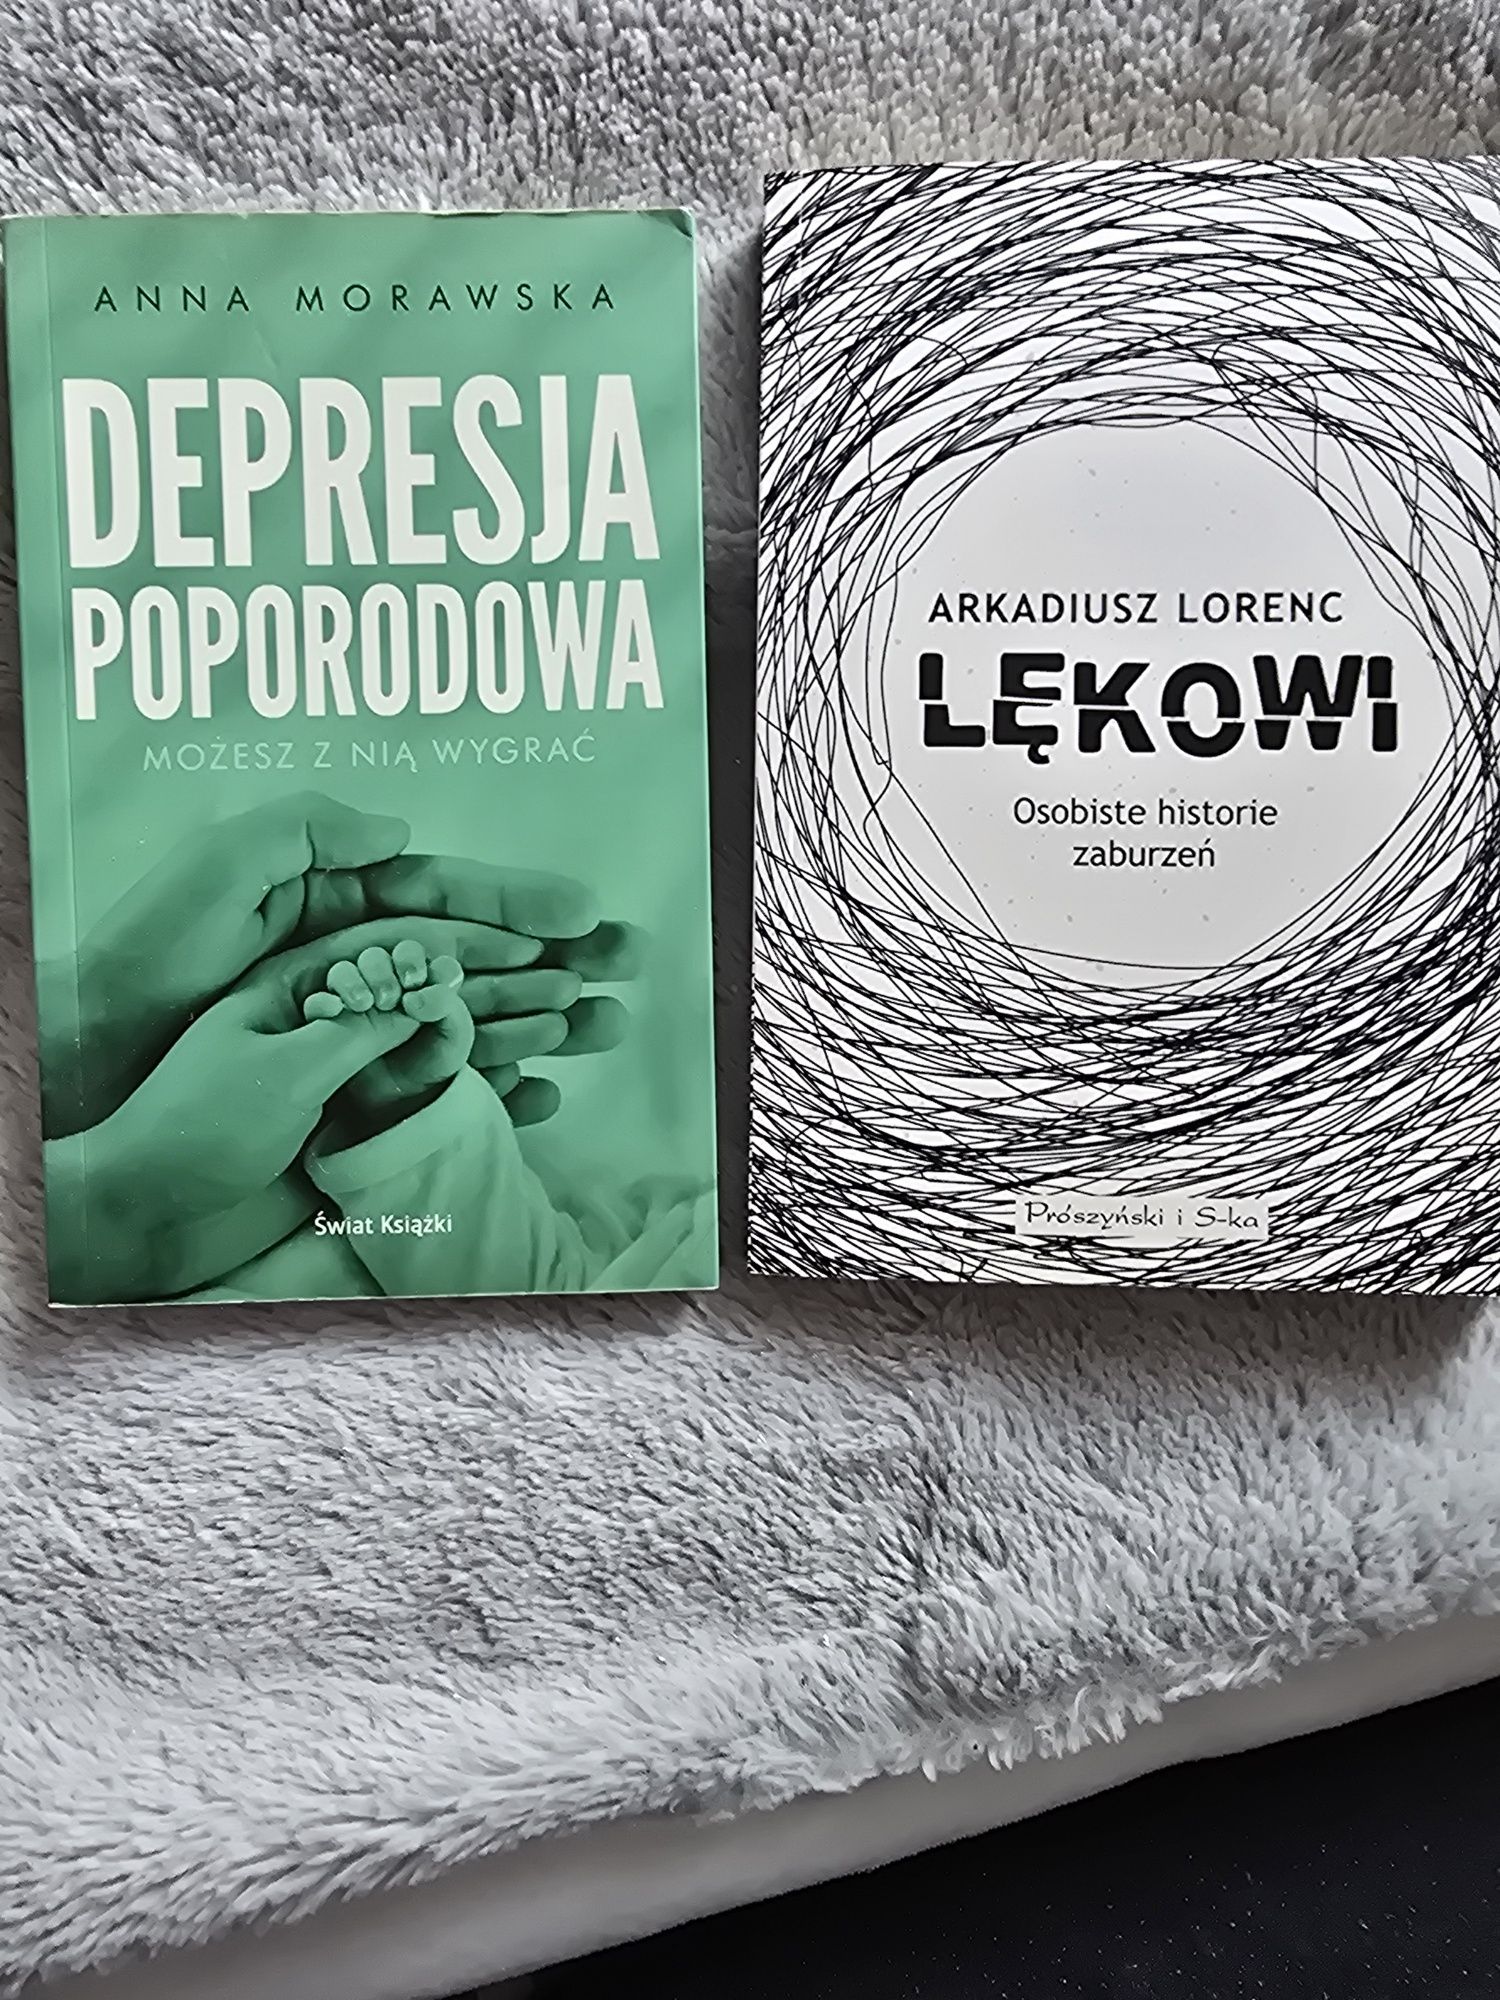 ANNA MORAWSKA
DEPRESJA
POPORODOWA
MOŻESZ Z NIĄ WYGRAĆ
Świat Książki
ARKADIUSZ LORENC
LĘKOWI
Osobiste historie
zaburzeń
Prószyński i S-ka